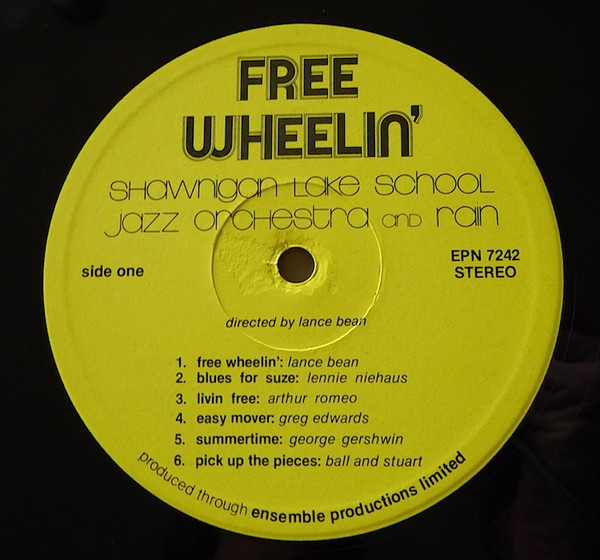 FREE
WHEELIN'
SHawnigan Lake SCHOOL
jazz orchestra and rain
side one
EPN 7242
STEREO
directed by lance bean
1. free wheelin': lance bean
2. blues for suze: lennie niehaus
3. livin free: arthur romeo
4. easy mover: greg edwards
5. summertime: george gershwin
6. pick up the pieces: ball and stuart
produced through ensemble productions limited